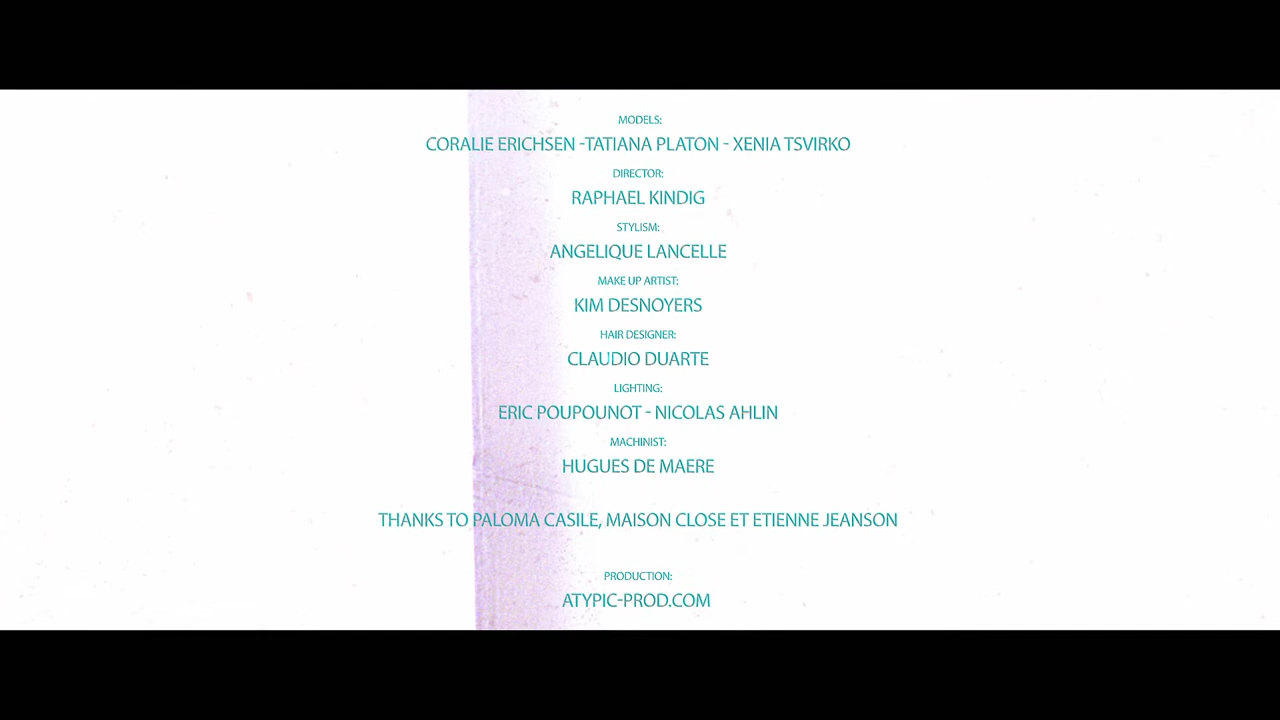 MODELS:
CORALIE ERICHSEN -TATIANA PLATON - XENIA TSVIRKO
DIRECTOR:
RAPHAEL KINDIG
STYLISM:
ANGELIQUE LANCELLE
MAKE UP ARTIST:
KIM DESNOYERS
HAIR DESIGNER:
CLAUDIO DUARTE
LIGHTING:
ERIC POUPOUNOT - NICOLAS AHLIN
MACHINIST:
HUGUES DE MAERE
THANKS TO PALOMA CASILE, MAISON CLOSE ET ETIENNE JEANSON
PRODUCTION:
ATYPIC-PROD.COM